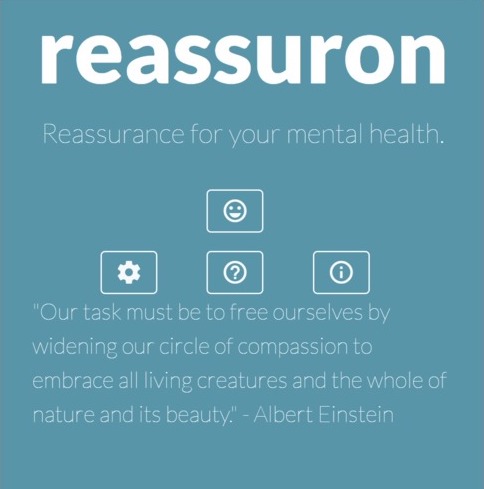 reassuron
Reassurance for your mental health.
"Our task must be to free ourselves by
widening our circle of compassion to
embrace all living creatures and the whole of
nature and its beauty." - Albert Einstein